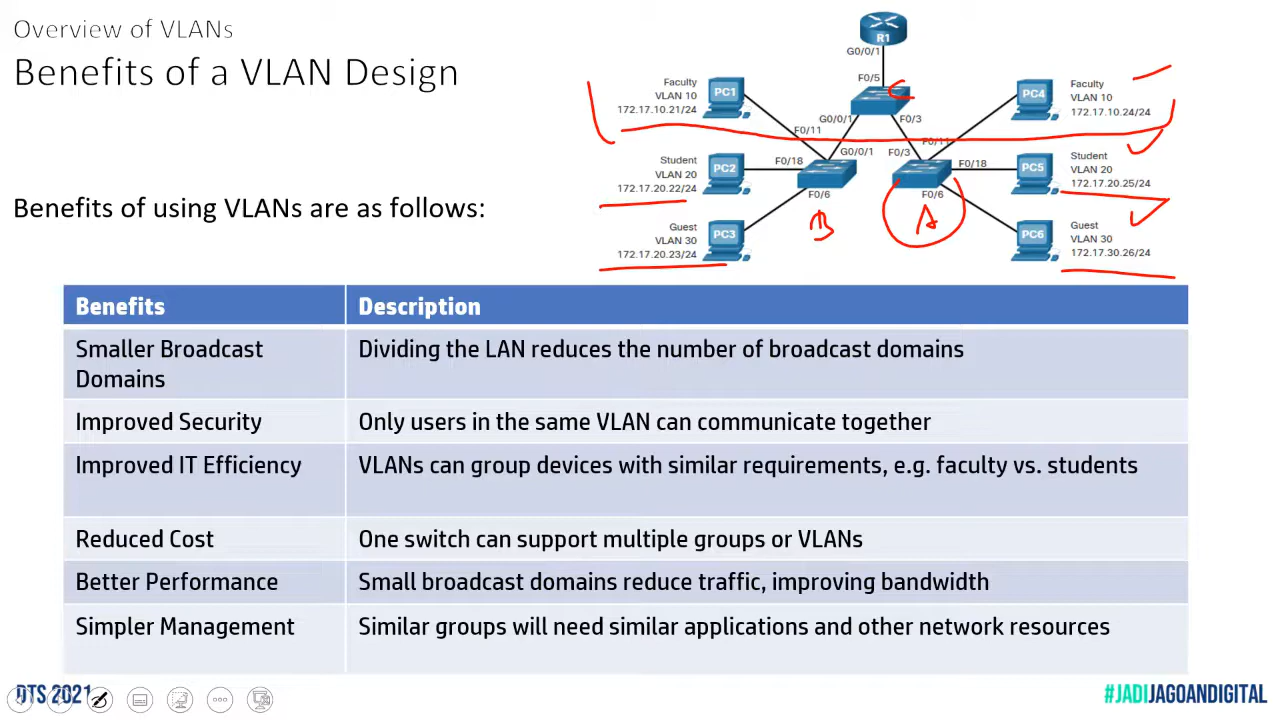 Overview of VLANs
Benefits of a VLAN Design
R1
G0/0/1
F0/5
C
G0/0/1
F0/3
Faculty
VLAN 10
172.17.10.21/24
PC1
F0/11
PC4
Faculty
VLAN 10
172.17.10.24/24
F0/11
Student
VLAN 20
172.17.20.22/24
PC2
F0/18
G0/0/1
F0/3
F0/18
PC5
Student
VLAN 20
172.17.20.25/24
F0/6
B
F0/6
A
Guest
VLAN 30
172.17.20.23/24
PC3
PC6
Guest
VLAN 30
172.17.30.26/24
Benefits of using VLANs are as follows:
Benefits Description
Smaller Broadcast Dividing the LAN reduces the number of broadcast domains
Domains
Improved Security Only users in the same VLAN can communicate together
Improved IT Efficiency VLANs can group devices with similar requirements, e.g. faculty vs. students
Reduced Cost One switch can support multiple groups or VLANs
Better Performance Small broadcast domains reduce traffic, improving bandwidth
Simpler Management Similar groups will need similar applications and other network resources
DTS 2021
#JADIJAGOANDIGITAL